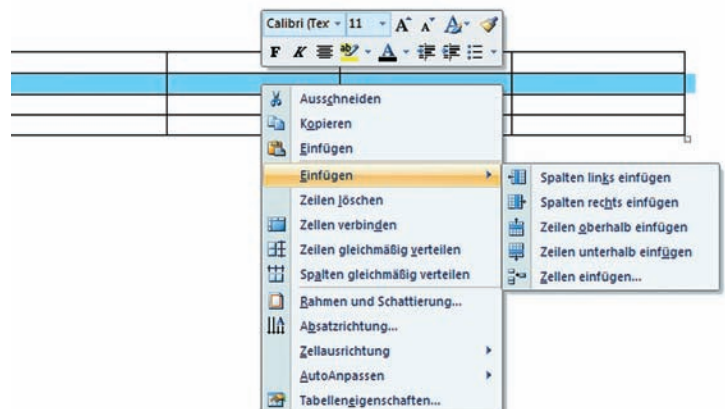 Calibri (Tex 11 A A A
F K ab A
Ausschneiden
Kopieren
Einfügen
Einfügen
Zeilen löschen
Zellen verbinden
Zeilen gleichmäßig verteilen
Spalten gleichmäßig verteilen
Rahmen und Schattierung...
Absatzrichtung...
Zellausrichtung
AutoAnpassen
Tabelleneigenschaften...
Spalten links einfügen
Spalten rechts einfügen
Zeilen oberhalb einfügen
Zeilen unterhalb einfügen
Zellen einfügen...